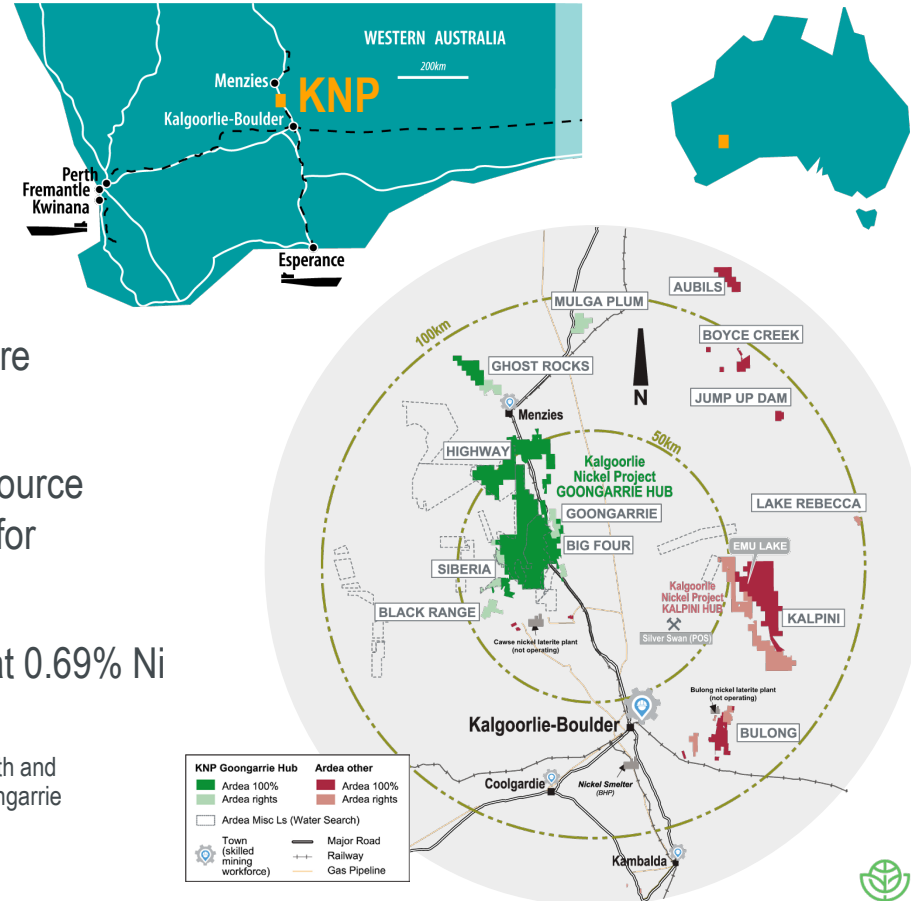 WESTERN AUSTRALIA
200km
Menzies
KNP
Kalgoorlie-Boulder
Perth
Fremantle
Kwinana
Esperance
re
ource
for
at 0.69% Ni
th and
ngarrie
100km
50km
AUBILS
MULGA PLUM
BOYCE CREEK
GHOST ROCKS
N
JUMP UP DAM
Menzies
HIGHWAY
Kalgoorlie
Nickel Project
GOONGARRIE HUB
LAKE REBECCA
GOONGARRIE
BIG FOUR
EMU LAKE
SIBERIA
Kalgoorlie
Nickel Project
KALPINI HUB
KALPINI
BLACK RANGE
Silver Swan (POS)
Cawse nickel laterite plant
(not operating)
Bulong nickel laterite plant
(not operating)
Kalgoorlie-Boulder
BULONG
Nickel Smelter
(BHP)
Coolgardie
Kambalda
KNP Goongarrie Hub
Ardea 100%
Ardea rights
Ardea other
Ardea 100%
Ardea rights
Ardea Misc Ls (Water Search)
Town
(skilled
mining
workforce)
Major Road
Railway
Gas Pipeline